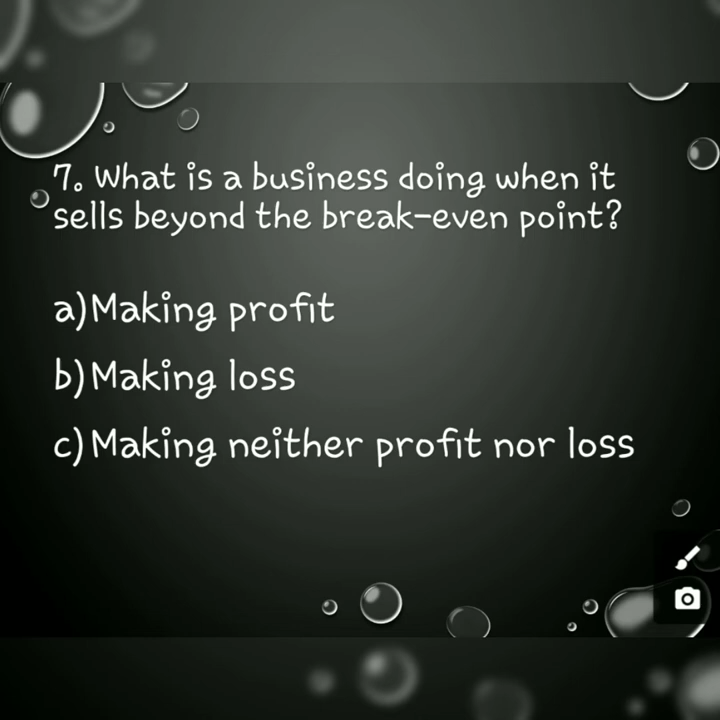 7. What is a business doing when it
sells beyond the break-even point?
a) Making profit
b) Making loss
c) Making neither profit nor loss